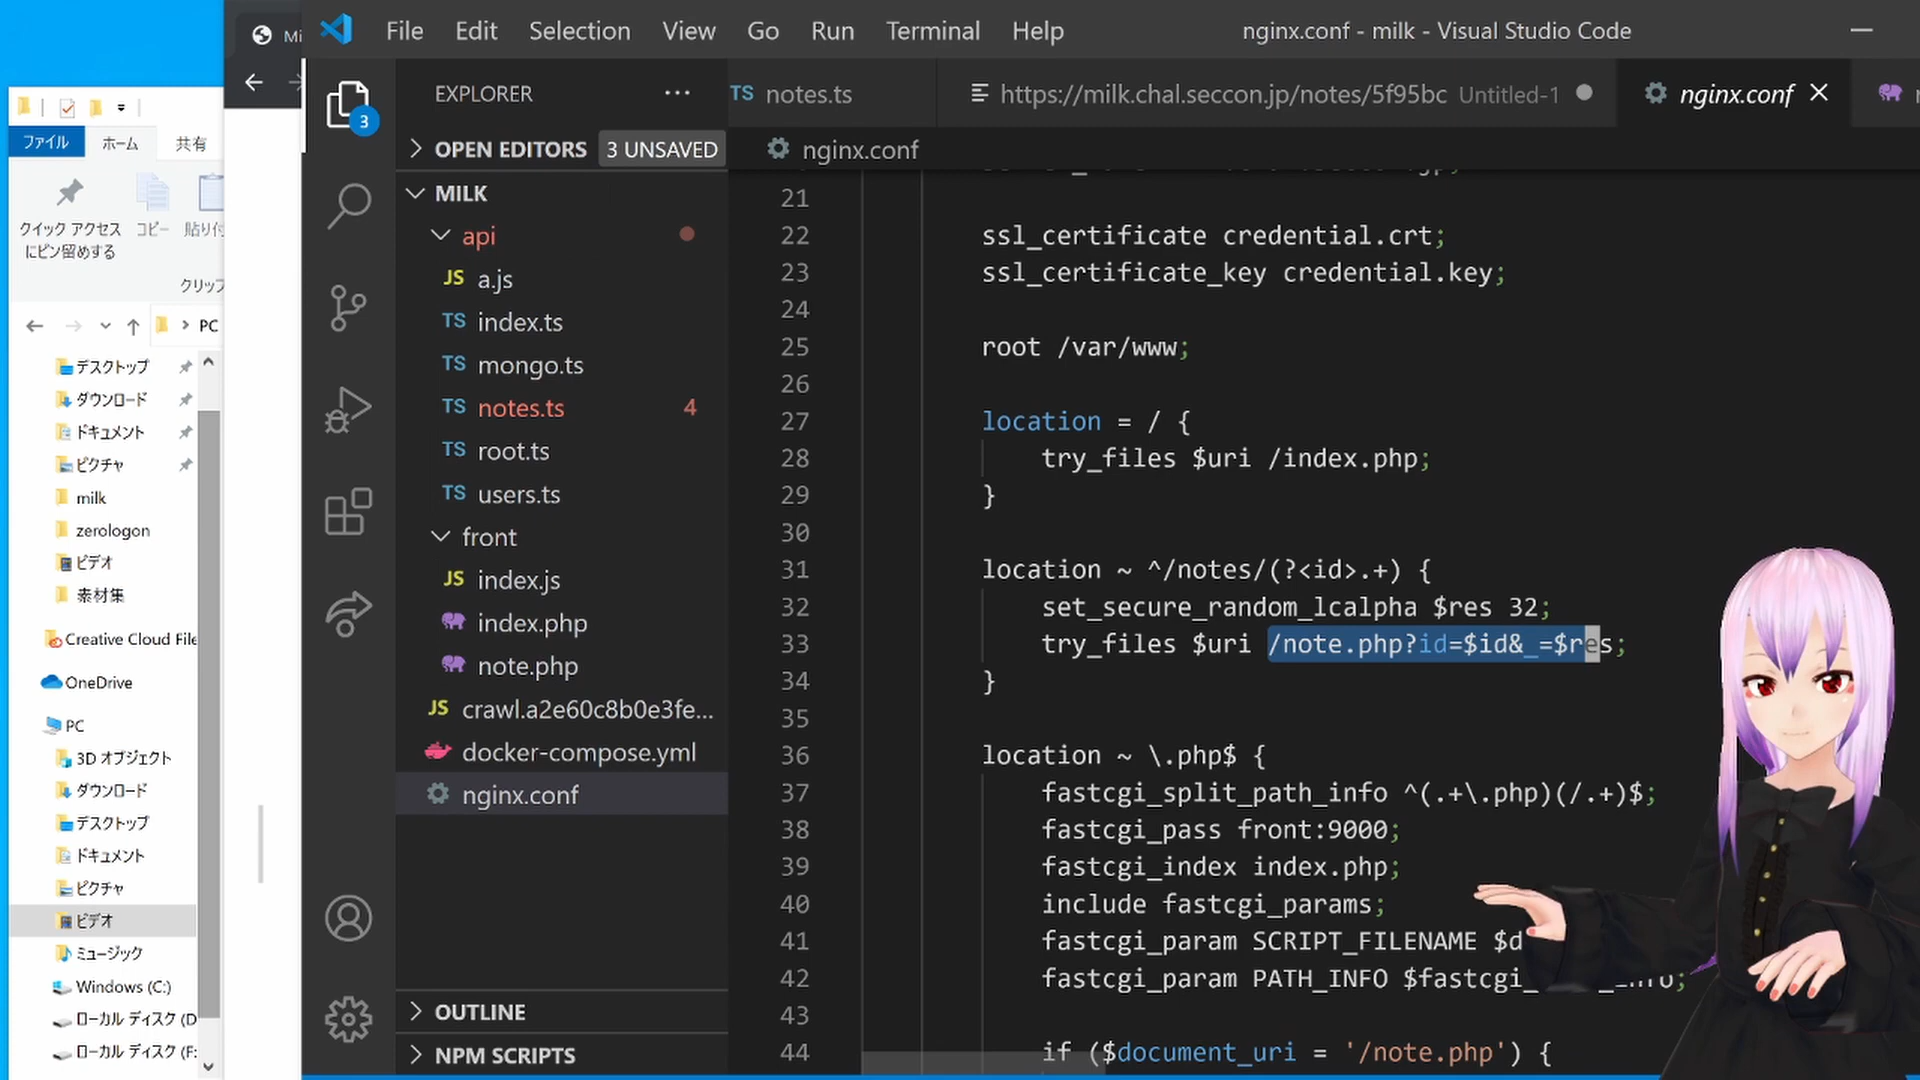 Mi
File Edit Selection View Go Run Terminal Help
nginx.conf - milk - Visual Studio Code
ファイル ホーム 共有
クイック アクセス
にピン留めする
コピー
貼り付
クリップ
PC
デスクトップ
ダウンロード
ドキュメント
ピクチャ
milk
zerologon
ビデオ
素材集
Creative Cloud File
OneDrive
PC
3D オブジェクト
ダウンロード
デスクトップ
ドキュメント
ピクチャ
ビデオ
ミュージック
Windows (C:)
ローカル ディスク (D
ローカル ディスク (F:
3
EXPLORER ...
OPEN EDITORS 3 UNSAVED
MILK
api
JS a.js
TS index.ts
TS mongo.ts
TS notes.ts 4
TS root.ts
TS users.ts
front
JS index.js
index.php
note.php
JS crawl.a2e60c8b0e3fe...
docker-compose.yml
nginx.conf
OUTLINE
NPM SCRIPTS
TS notes.ts
https://milk.chal.seccon.jp/notes/5f95bc Untitled-1
nginx.conf
nginx.conf
21
22 ssl_certificate credential.crt;
23 ssl_certificate_key credential.key;
24
25 root /var/www;
26
27 location = / {
28 try_files $uri /index.php;
29 }
30
31 location ~ ^/notes/(?<id>.+) {
32 set_secure_random_lcalpha $res 32;
33 try_files $uri /note.php?id=$id&_=$res;
34 }
35
36 location ~ \.php$ {
37 fastcgi_split_path_info ^(.+\.php)(/.+)$;
38 fastcgi_pass front:9000;
39 fastcgi_index index.php;
40 include fastcgi_params;
41 fastcgi_param SCRIPT_FILENAME $d
42 fastcgi_param PATH_INFO $fastcgi_
43
44 if ($document_uri = '/note.php') {